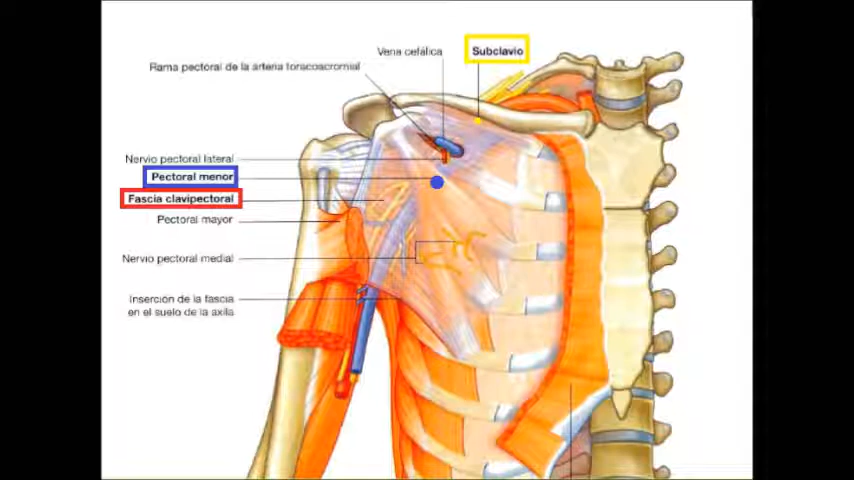 Vena cefálica
Subclavio
Rama pectoral de la arteria toracoacromial
Nervio pectoral lateral
Pectoral menor
Fascia clavipectoral
Pectoral mayor
Nervio pectoral medial
Inserción de la fascia
en el suelo de la axila